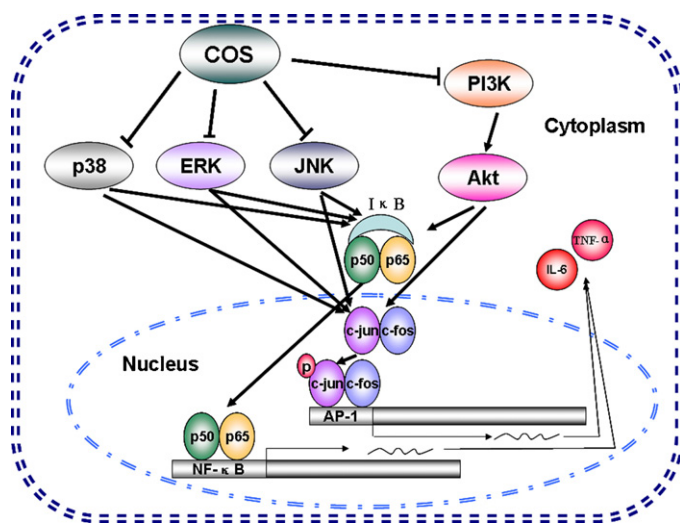 COS
PI3K
Cytoplasm
p38
ERK
JNK
Akt
I κ B
TNF-α
IL-6
p50
p65
c-jun
c-fos
Nucleus
p
c-jun
c-fos
AP-1
p50
p65
NF-κ B